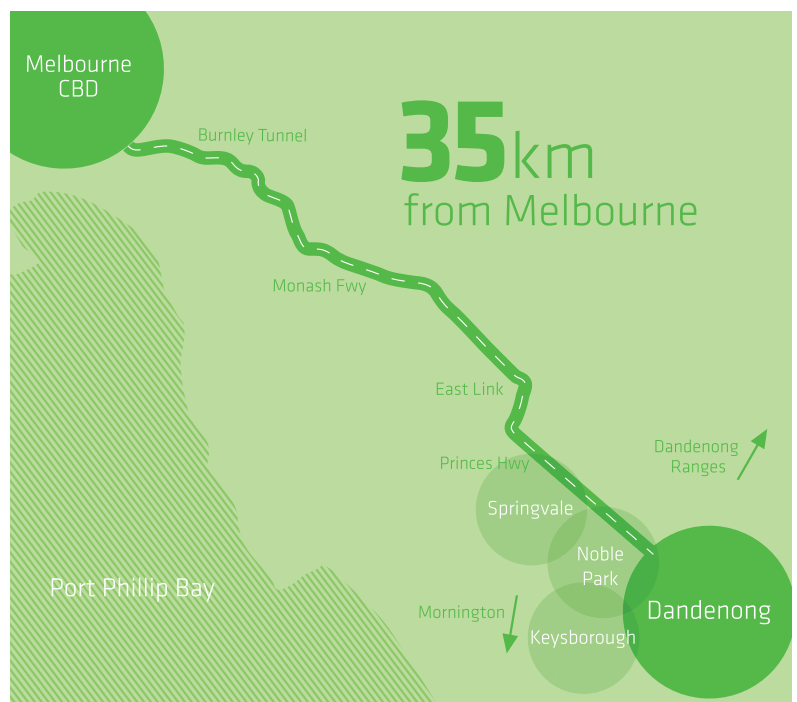 Melbourne
CBD
Burnley Tunnel
35km
from Melbourne
Monash Fwy
East Link
Princes Hwy
Dandenong
Ranges
Springvale
Noble
Park
Port Phillip Bay
Mornington
Dandenong
Keysborough